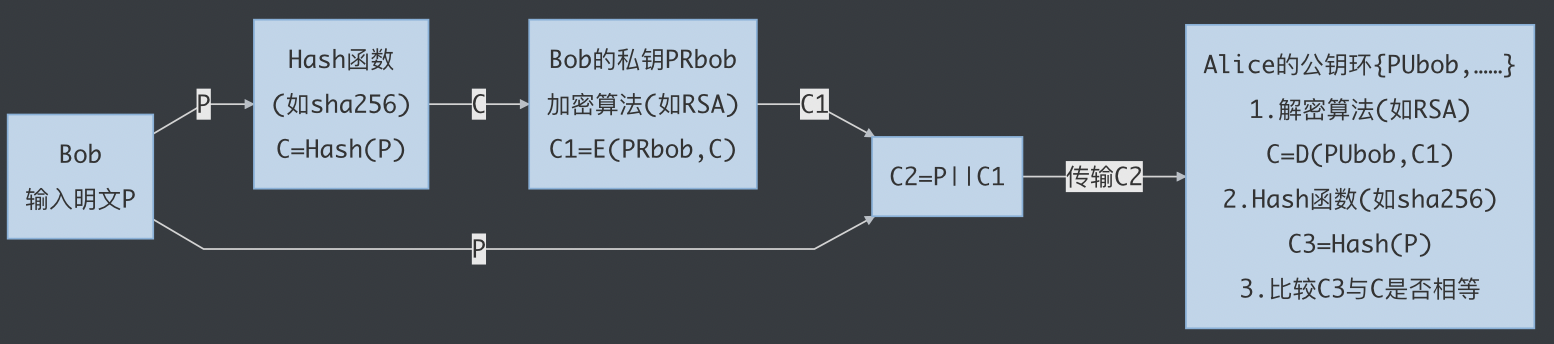 Bob
输入明文P
P
Hash函数
(如sha256)
C=Hash(P)
C
Bob的私钥PRbob
加密算法(如RSA)
C1=E(PRbob,C)
C1
P
C2=P||C1
传输C2
Alice的公钥环{PUbob,……}
1.解密算法(如RSA)
C=D(PUbob,C1)
2.Hash函数(如sha256)
C3=Hash(P)
3.比较C3与C是否相等